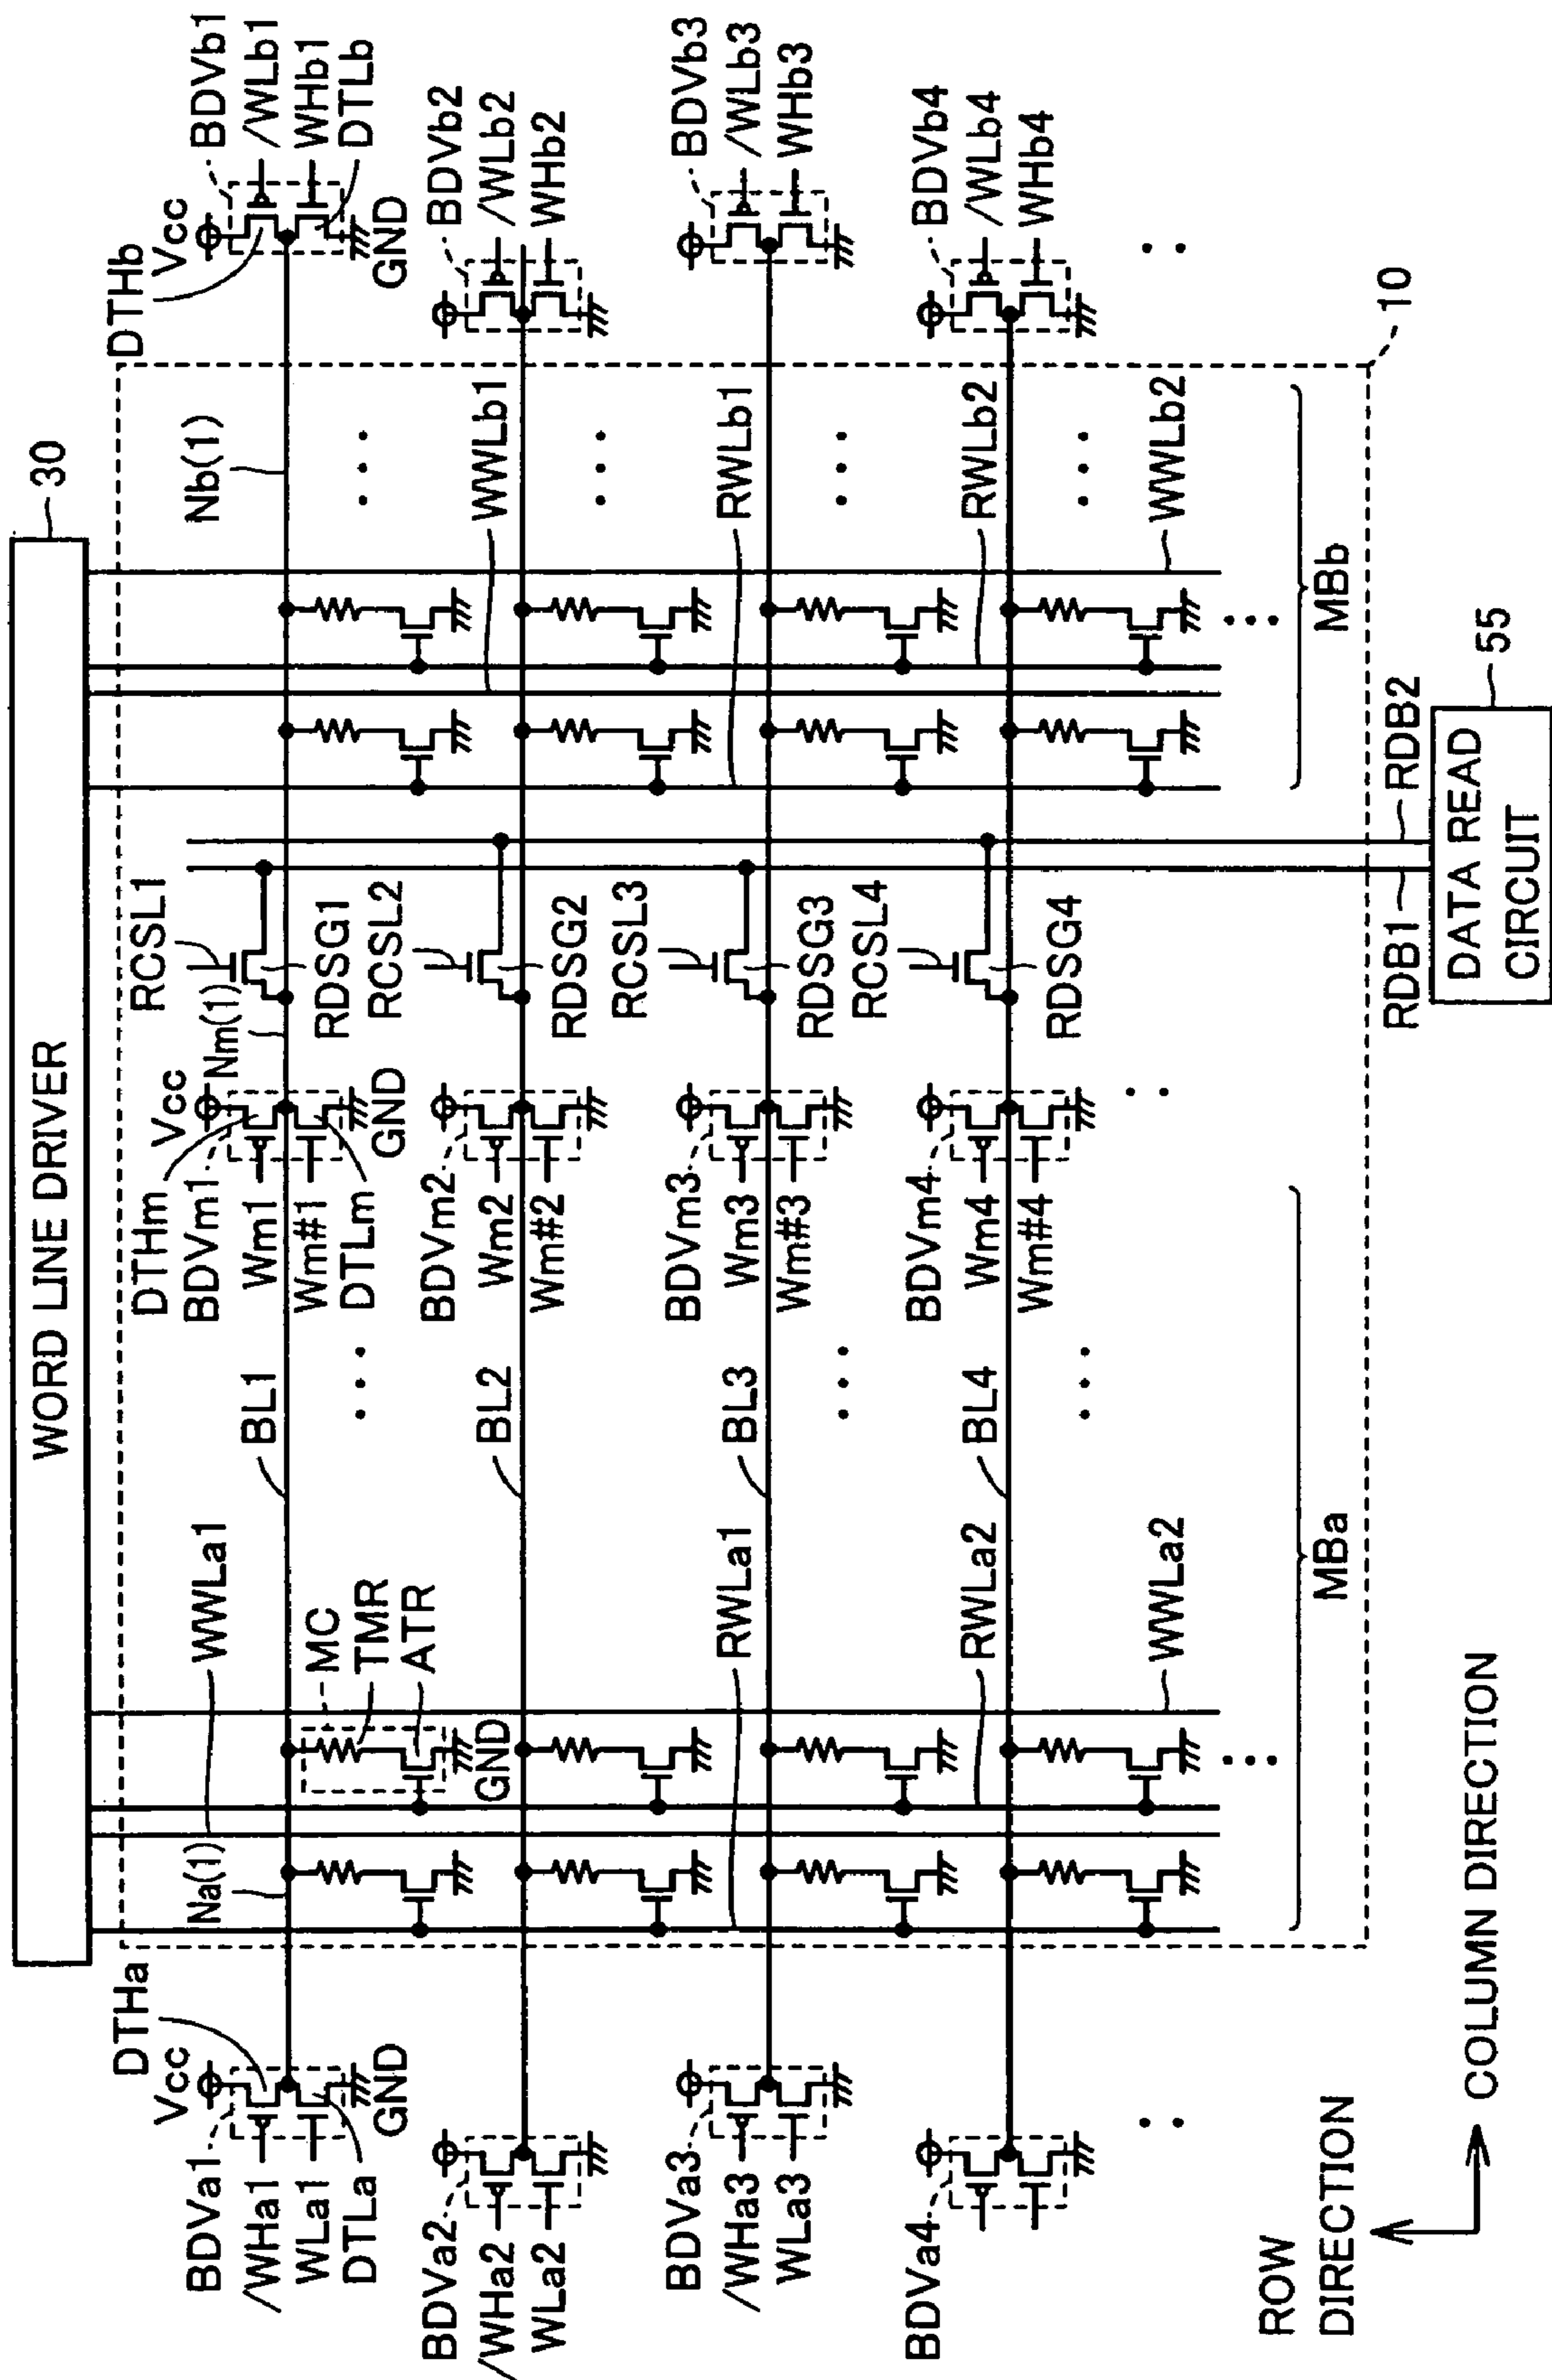 WORD LINE DRIVER
30
DTHa
Vcc
BDVa1
/WHa1
WLa1
DTLa
GND
Na(1)
WWLa1
MC
TMR
ATR
GND
BL1
DTHm
Vcc
BDVm1
Wm1
Wm#1
DTLm
GND
Nm(1)
RCSL1
RDSG1
Nb(1)
DTHb
Vcc
BDVb1
/WLb1
WHb1
DTLb
GND
BDVa2
/WHa2
WLa2
BL2
BDVm2
Wm2
Wm#2
RCSL2
RDSG2
WWLb1
BDVb2
/WLb2
WHb2
BDVa3
/WHa3
WLa3
RWLa1
BL3
BDVm3
Wm3
Wm#3
RCSL3
RDSG3
RWLb1
BDVb3
/WLb3
WHb3
BDVa4
RWLa2
BL4
BDVm4
Wm4
Wm#4
RCSL4
RDSG4
RWLb2
BDVb4
/WLb4
WHb4
WWLa2
WWLb2
MBa
MBb
10
RDB1
RDB2
55
DATA READ
CIRCUIT
ROW
DIRECTION
COLUMN DIRECTION